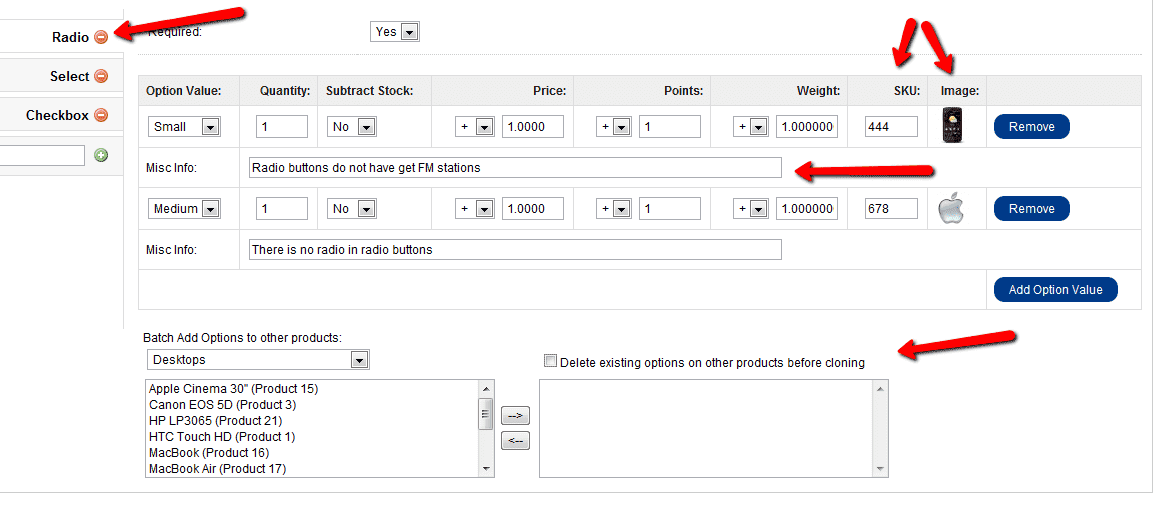 Radio
Required: Yes
Select
Checkbox
Option Value: Quantity: Subtract Stock: Price: Points: Weight: SKU: Image:
Small 1 No + 1.0000 + 1 + 1.000000 444 Remove
Misc Info: Radio buttons do not have get FM stations
Medium 1 No + 1.0000 + 1 + 1.000000 678 Remove
Misc Info: There is no radio in radio buttons
Add Option Value
Batch Add Options to other products:
Desktops
Delete existing options on other products before cloning
Apple Cinema 30" (Product 15)
Canon EOS 5D (Product 3)
HP LP3065 (Product 21)
HTC Touch HD (Product 1)
MacBook (Product 16)
MacBook Air (Product 17)
-->
<--